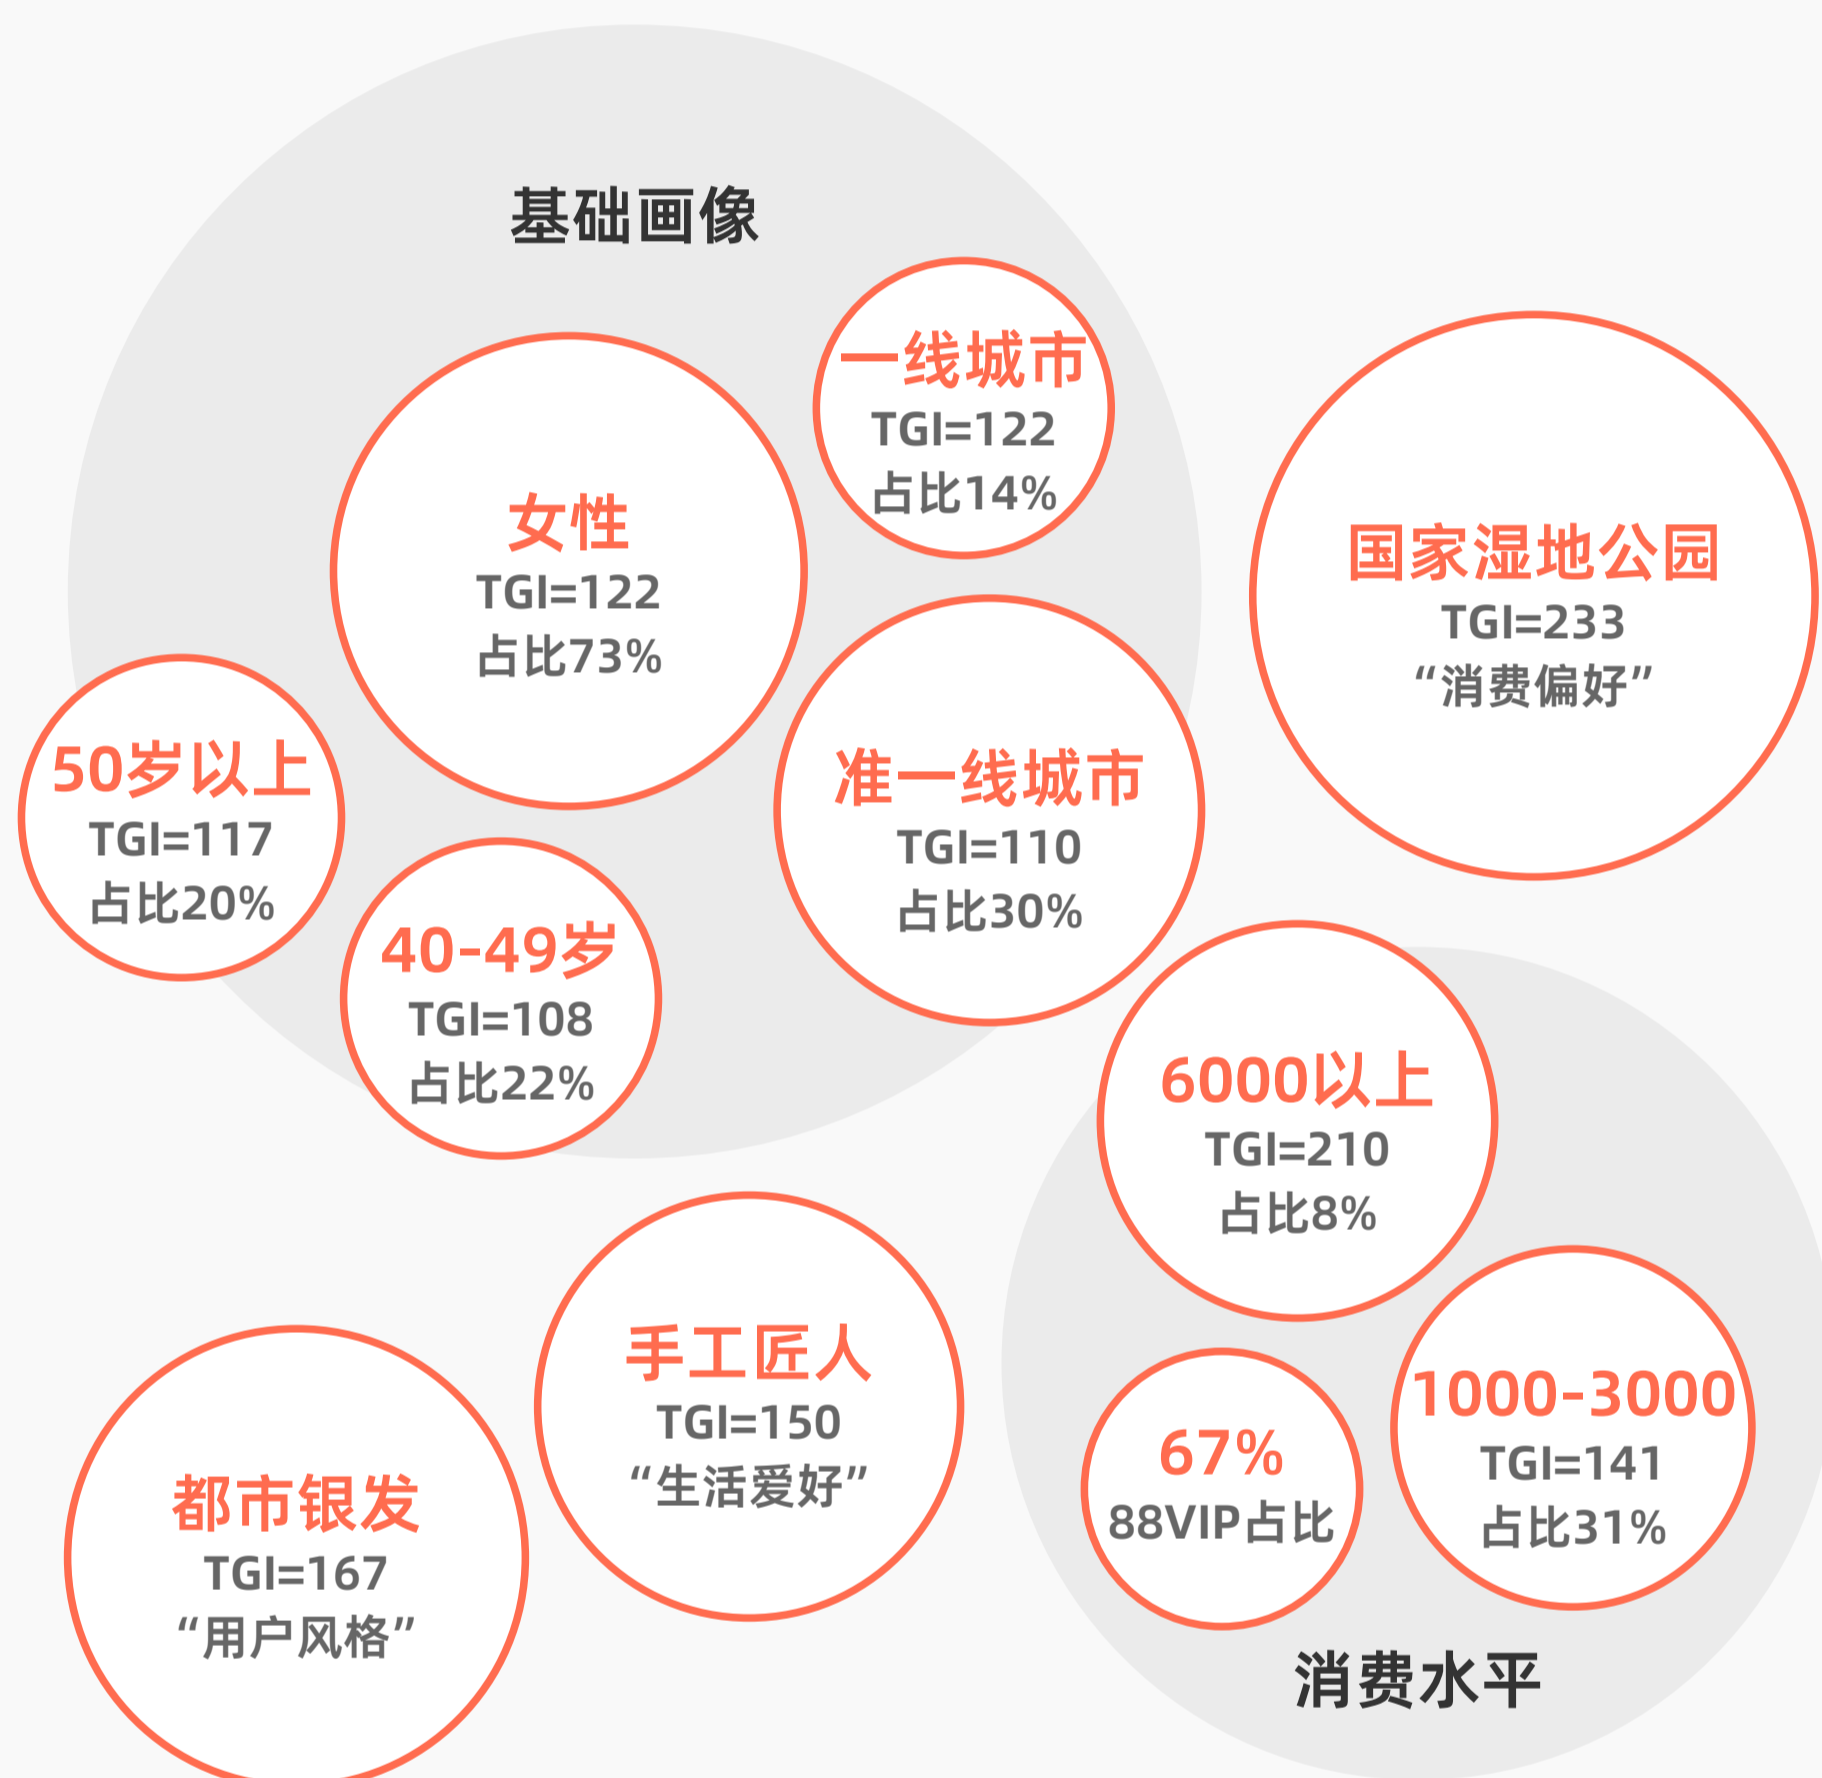 基础画像
一线城市
TGI=122
占比14%
女性
TGI=122
占比73%
国家湿地公园
TGI=233
“消费偏好”
50岁以上
TGI=117
占比20%
准一线城市
TGI=110
占比30%
40-49岁
TGI=108
占比22%
6000以上
TGI=210
占比8%
手工匠人
TGI=150
“生活爱好”
1000-3000
TGI=141
占比31%
67%
88VIP占比
都市银发
TGI=167
“用户风格”
消费水平